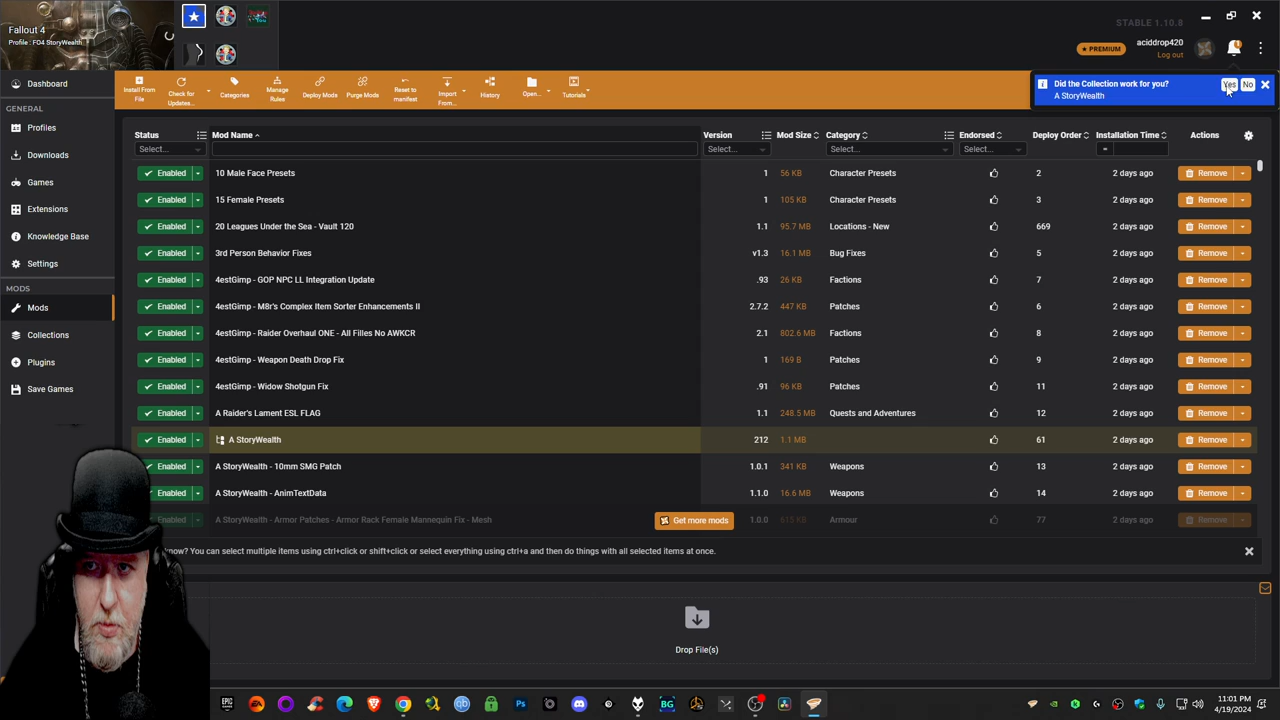 Fallout 4
Profile : FO4 StoryWealth
STABLE 1.10.8
PREMIUM
aciddrop420
Log out
Dashboard
GENERAL
Profiles
Downloads
Games
Extensions
Knowledge Base
Settings
MODS
Mods
Collections
Plugins
Save Games
Install From File
Check for Updates...
Categories
Manage Rules
Deploy Mods
Purge Mods
Reset to manifest
Import From...
History
Open...
Tutorials
Did the Collection work for you?
A StoryWealth
Yes
No
Status Mod Name Version Mod Size Category Endorsed Deploy Order Installation Time Actions
Select... Select... Select... Select... =
Enabled 10 Male Face Presets 1 56 KB Character Presets 2 2 days ago Remove
Enabled 15 Female Presets 1 105 KB Character Presets 3 2 days ago Remove
Enabled 20 Leagues Under the Sea - Vault 120 1.1 95.7 MB Locations - New 669 2 days ago Remove
Enabled 3rd Person Behavior Fixes v1.3 16.1 MB Bug Fixes 5 2 days ago Remove
Enabled 4estGimp - GOP NPC LL Integration Update .93 26 KB Factions 7 2 days ago Remove
Enabled 4estGimp - M8r's Complex Item Sorter Enhancements II 2.7.2 447 KB Patches 6 2 days ago Remove
Enabled 4estGimp - Raider Overhaul ONE - All Filles No AWKCR 2.1 802.6 MB Factions 8 2 days ago Remove
Enabled 4estGimp - Weapon Death Drop Fix 1 169 B Patches 9 2 days ago Remove
Enabled 4estGimp - Widow Shotgun Fix .91 96 KB Patches 11 2 days ago Remove
Enabled A Raider's Lament ESL FLAG 1.1 248.5 MB Quests and Adventures 12 2 days ago Remove
Enabled A StoryWealth 212 1.1 MB 61 2 days ago Remove
Enabled A StoryWealth - 10mm SMG Patch 1.0.1 341 KB Weapons 13 2 days ago Remove
Enabled A StoryWealth - AnimTextData 1.1.0 16.6 MB Weapons 14 2 days ago Remove
Enabled A StoryWealth - Armor Patches - Armor Rack Female Mannequin Fix - Mesh 1.0.0 615 KB Armour 77 2 days ago Remove
Get more mods
know? You can select multiple items using ctrl+click or shift+click or select everything using ctrl+a and then do things with all selected items at once.
Drop File(s)
11:01 PM
4/19/2024